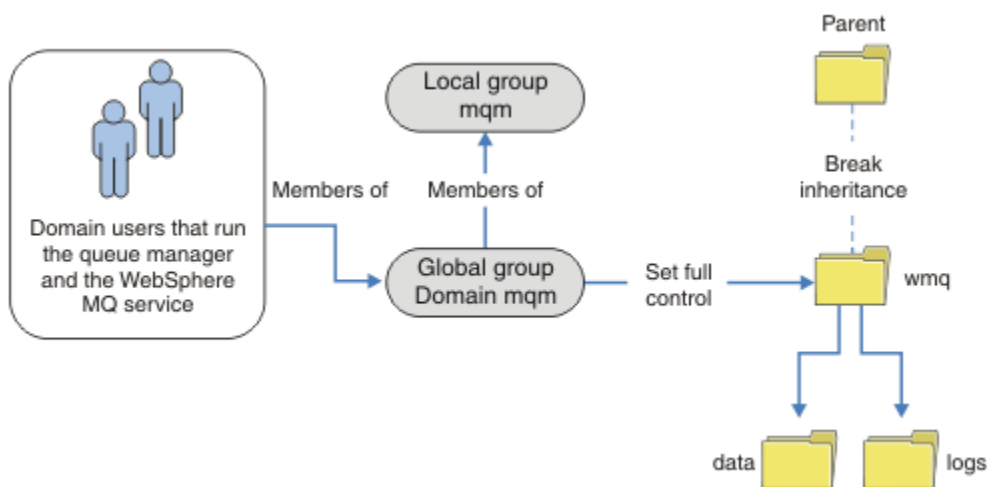 Parent
Local group
mqm
Break
inheritance
Members of
Members of
Domain users that run
the queue manager
and the WebSphere
MQ service
Global group
Domain mqm
Set full
control
wmq
data
logs